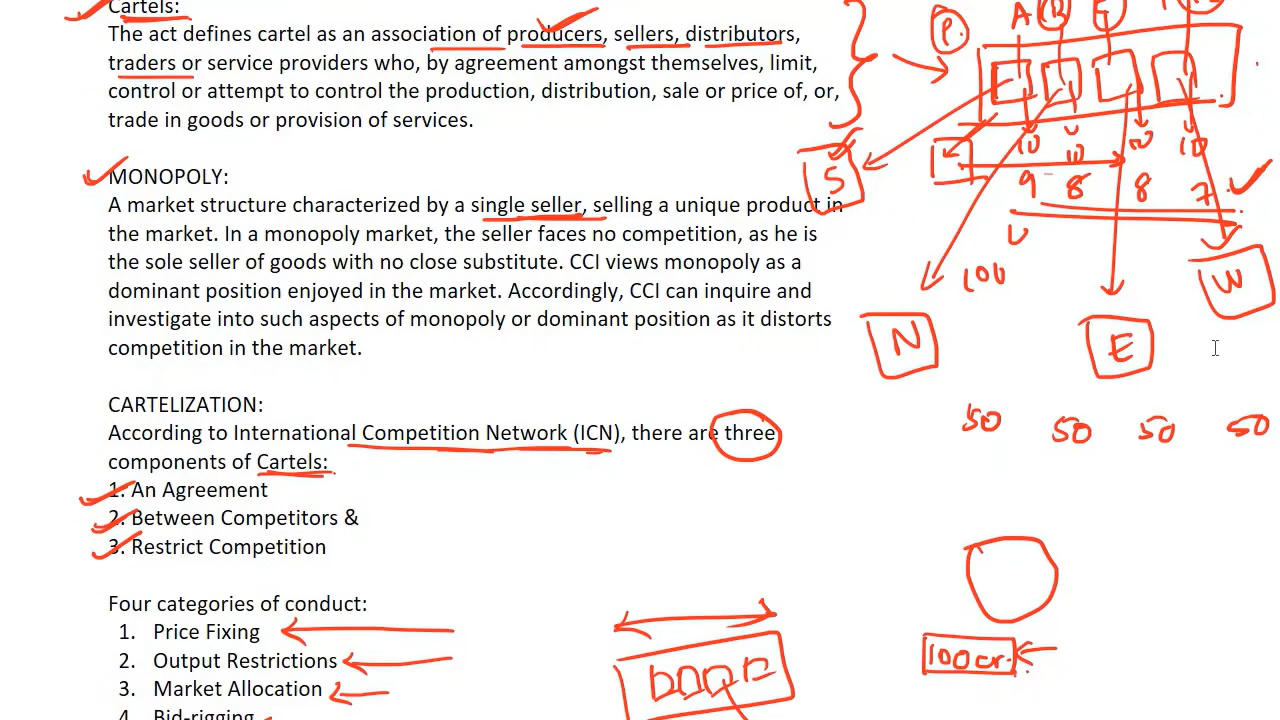 Cartels:
The act defines cartel as an association of producers, sellers, distributors,
traders or service providers who, by agreement amongst themselves, limit,
control or attempt to control the production, distribution, sale or price of, or,
trade in goods or provision of services.
MONOPOLY:
A market structure characterized by a single seller, selling a unique product in
the market. In a monopoly market, the seller faces no competition, as he is
the sole seller of goods with no close substitute. CCI views monopoly as a
dominant position enjoyed in the market. Accordingly, CCI can inquire and
investigate into such aspects of monopoly or dominant position as it distorts
competition in the market.
CARTELIZATION:
According to International Competition Network (ICN), there are three
components of Cartels:
1. An Agreement
2. Between Competitors &
3. Restrict Competition
Four categories of conduct:
1. Price Fixing
2. Output Restrictions
3. Market Allocation
4. Bid-rigging
P. A
10 10 10
9 8 8 7
S
100
W
N E
50 50 50 50
100 cr.